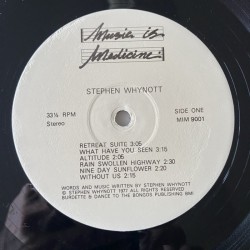 Music is
Medicine
STEPHEN WHYNOTT
33⅓ RPM
Stereo
SIDE ONE
MIM 9001
RETREAT SUITE 3:05
WHAT HAVE YOU SEEN 3:15
ALTITUDE 2:05
RAIN SWOLLEN HIGHWAY 2:30
NINE DAY SUNFLOWER 2:20
WITHOUT US 2:15
WORDS AND MUSIC WRITTEN BY STEPHEN WHYNOTT
© STEPHEN WHYNOTT 1977 ALL RIGHTS RESERVED
BURDETTE & DANCE TO THE BONGOS PUBLISHING BMI